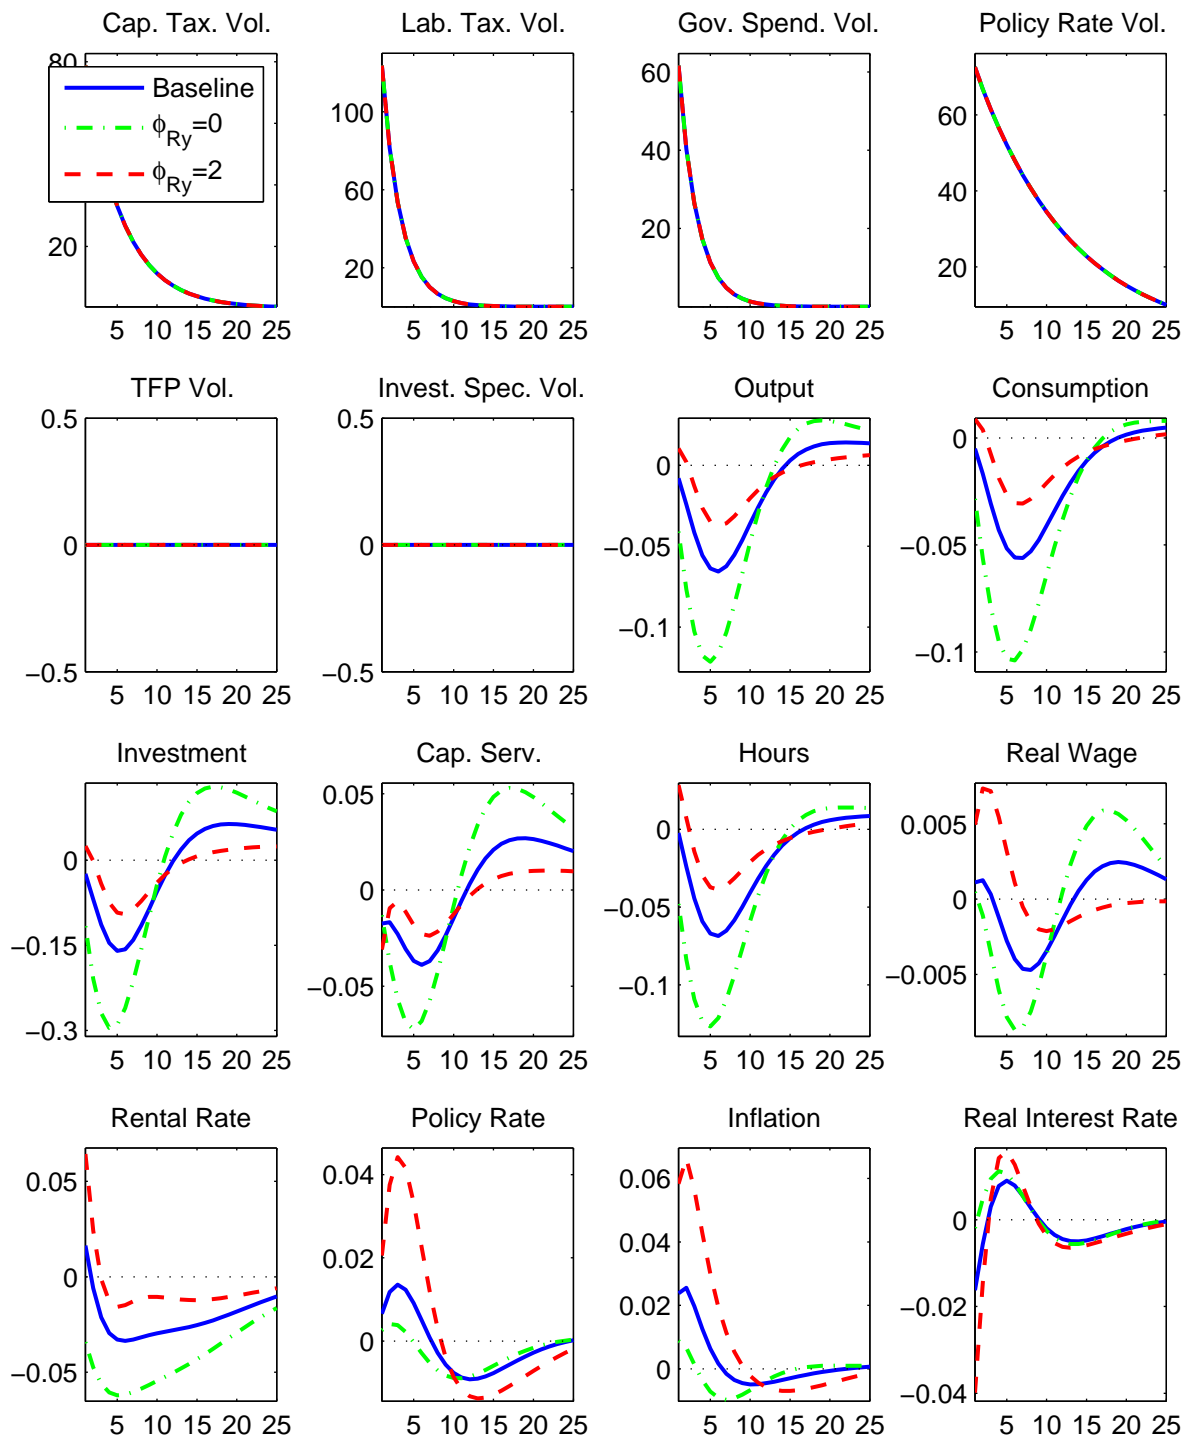 Cap. Tax. Vol. Lab. Tax. Vol. Gov. Spend. Vol. Policy Rate Vol.
80
20
5 10 15 20 25
Baseline
ϕRy=0
ϕRy=2
100
60
20
5 10 15 20 25
60
40
20
5 10 15 20 25
60
40
20
5 10 15 20 25
TFP Vol. Invest. Spec. Vol. Output Consumption
0.5
0
−0.5
5 10 15 20 25
0.5
0
−0.5
5 10 15 20 25
0
−0.05
−0.1
5 10 15 20 25
0
−0.05
−0.1
5 10 15 20 25
Investment Cap. Serv. Hours Real Wage
0
−0.15
−0.3
5 10 15 20 25
0.05
0
−0.05
5 10 15 20 25
0
−0.05
−0.1
5 10 15 20 25
0.005
0
−0.005
5 10 15 20 25
Rental Rate Policy Rate Inflation Real Interest Rate
0.05
0
−0.05
5 10 15 20 25
0.04
0.02
0
5 10 15 20 25
0.06
0.04
0.02
0
5 10 15 20 25
0
−0.02
−0.04
5 10 15 20 25